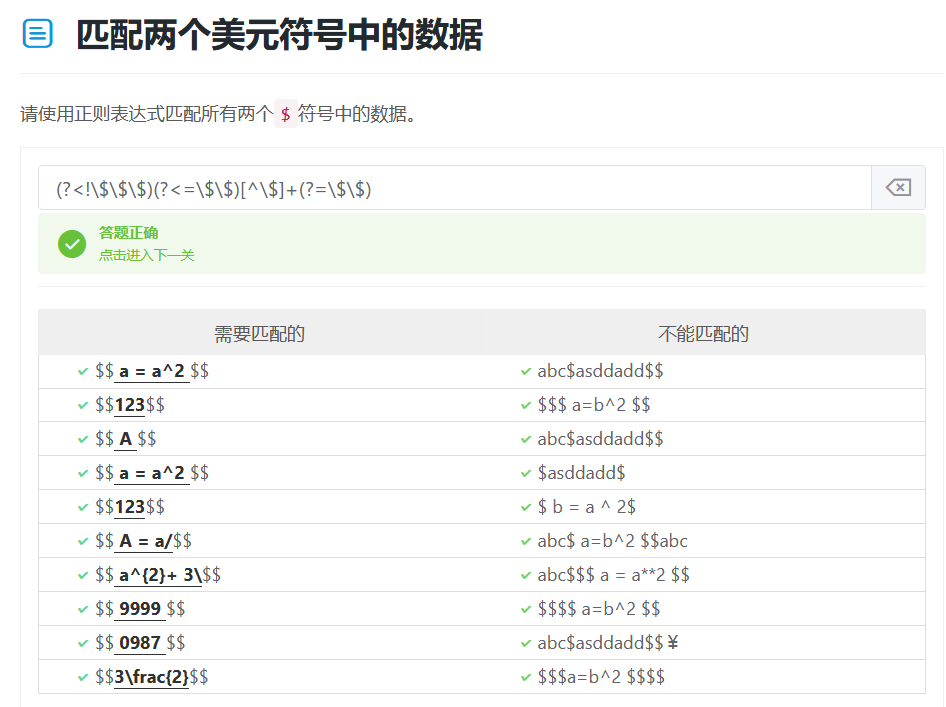 匹配两个美元符号中的数据
请使用正则表达式匹配所有两个 $ 符号中的数据。
(?<!\$\$\$)(?<=\$\$)[^\$]+(?=\$\$)
答题正确
点击进入下一关
需要匹配的 不能匹配的
$$ a = a^2 $$ abc$asddadd$$
$$123$$ $$$ a=b^2 $$
$$ A $$ abc$asddadd$$
$$ a = a^2 $$ $asddadd$
$$123$$ $ b = a ^ 2$
$$ A = a/$$ abc$ a=b^2 $$abc
$$ a^{2}+ 3\$$ abc$$$ a = a**2 $$
$$ 9999 $$ $$$$ a=b^2 $$
$$ 0987 $$ abc$asddadd$$￥
$$3\frac{2}$$ $$$a=b^2 $$$$